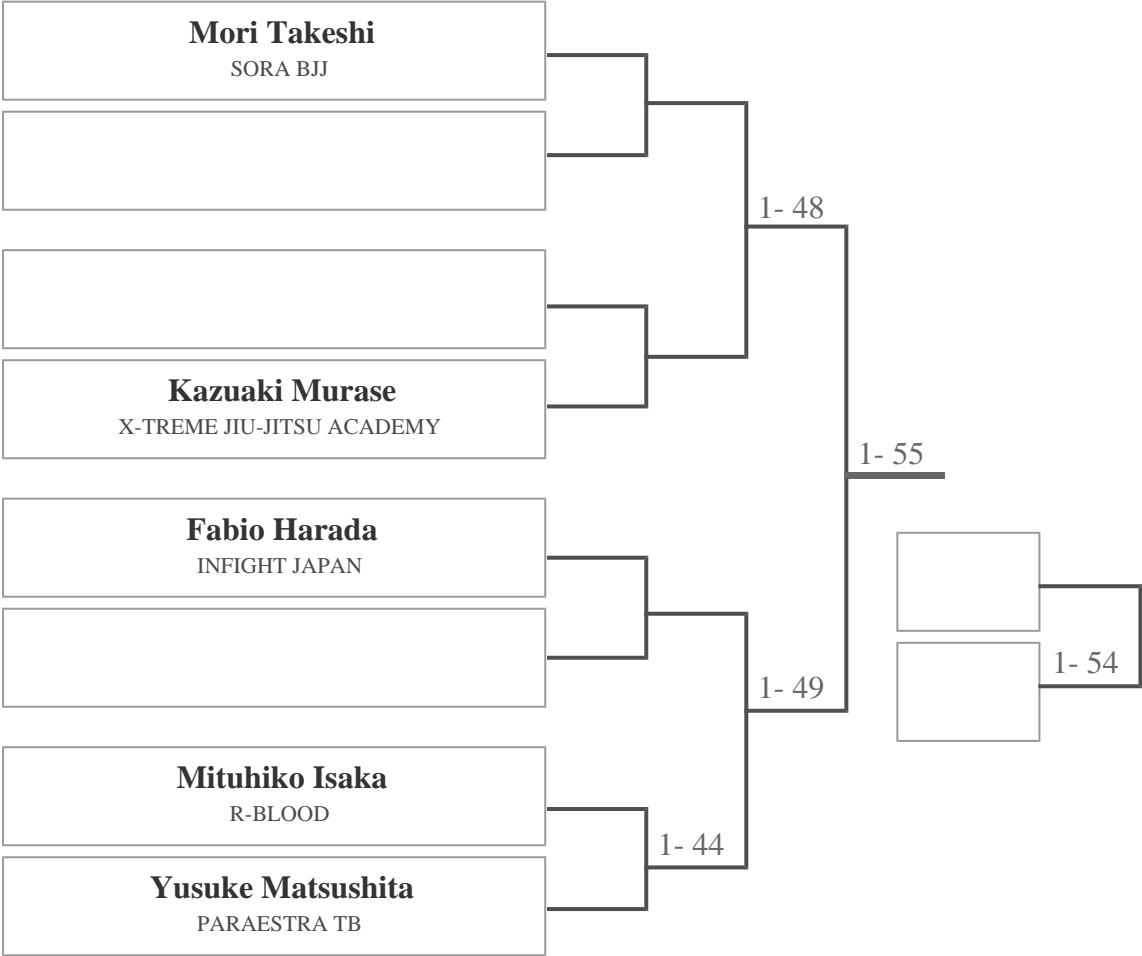 Mori Takeshi
SORA BJJ
1- 48
Kazuaki Murase
X-TREME JIU-JITSU ACADEMY
1- 55
Fabio Harada
INFIGHT JAPAN
1- 54
1- 49
Mituhiko Isaka
R-BLOOD
1- 44
Yusuke Matsushita
PARAESTRA TB